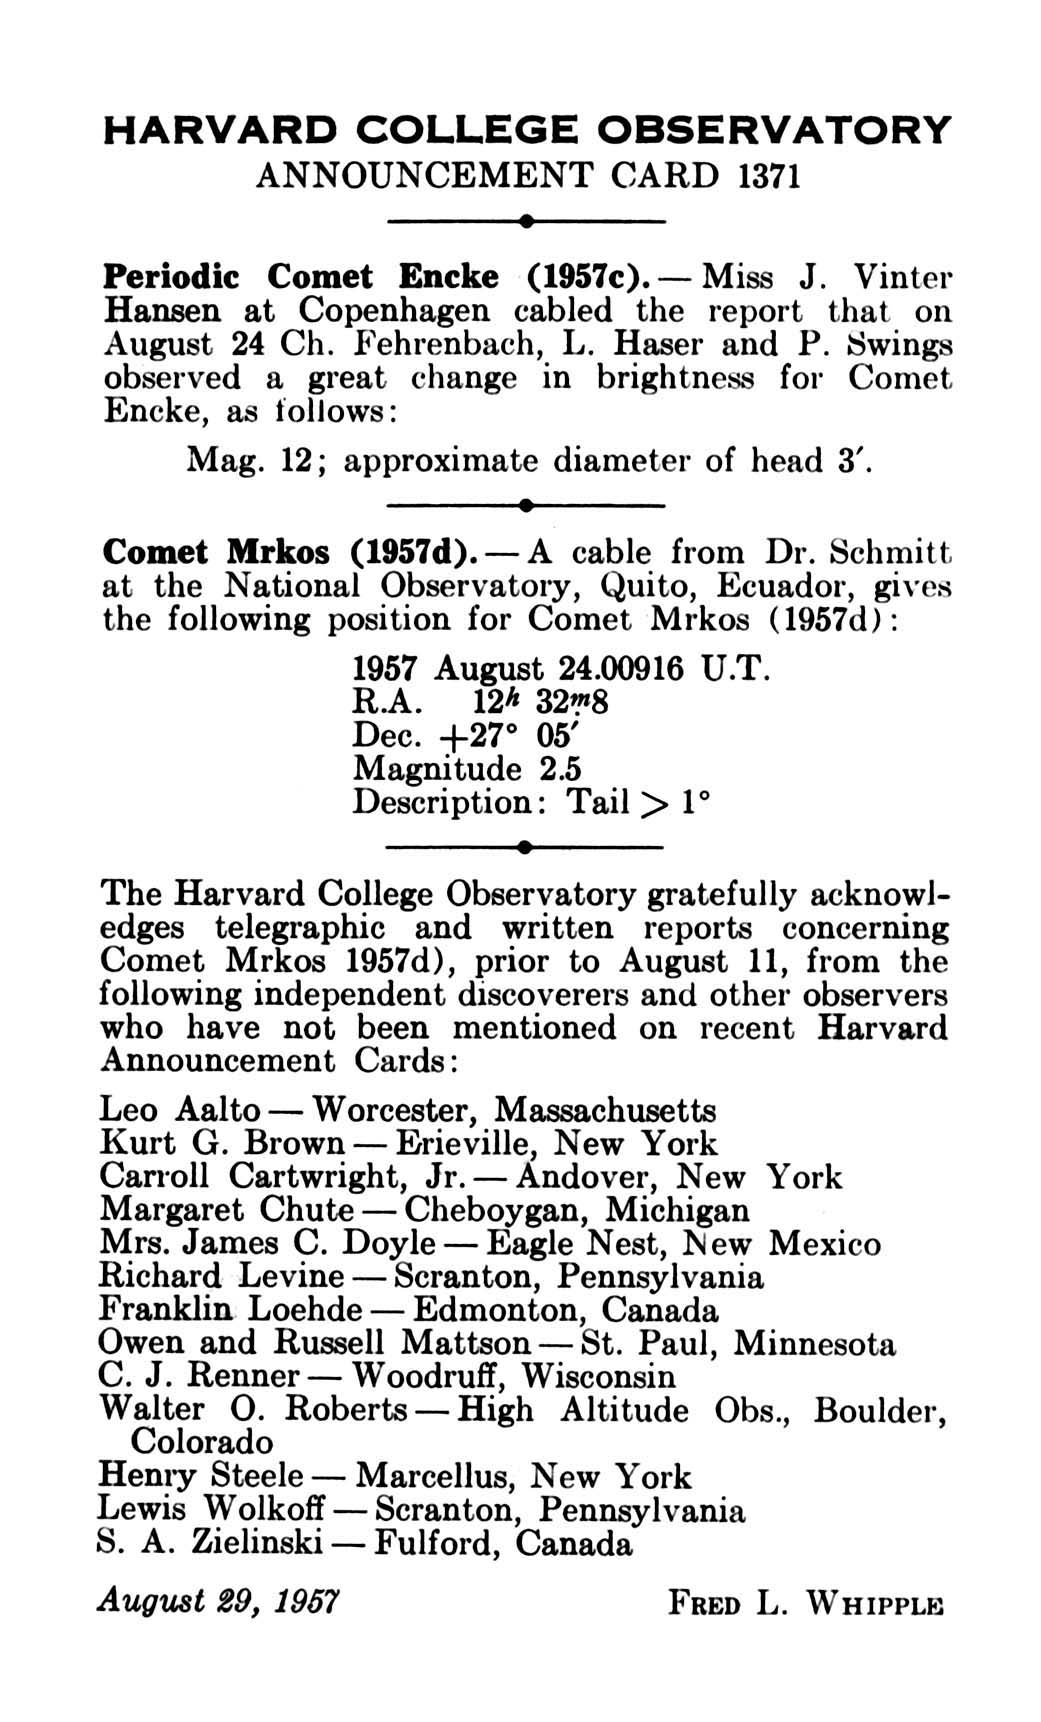 HARVARD COLLEGE OBSERVATORY
ANNOUNCEMENT CARD 1371
Periodic Comet Encke (1957c).— Miss J. Vinter
Hansen at Copenhagen cabled the report that on
August 24 Ch. Fehrenbach, L. Haser and P. Swings
observed a great change in brightness for Comet
Encke, as follows:
Mag. 12; approximate diameter of head 3′.
Comet Mrkos (1957d).— A cable from Dr. Schmitt
at the National Observatory, Quito, Ecuador, gives
the following position for Comet Mrkos (1957d):
1957 August 24.00916 U.T.
R.A. 12h 32m.8
Dec. +27° 05′
Magnitude 2.5
Description: Tail > 1°
The Harvard College Observatory gratefully acknowl-
edges telegraphic and written reports concerning
Comet Mrkos 1957d), prior to August 11, from the
following independent discoverers and other observers
who have not been mentioned on recent Harvard
Announcement Cards:
Leo Aalto — Worcester, Massachusetts
Kurt G. Brown — Erieville, New York
Carroll Cartwright, Jr. — Andover, New York
Margaret Chute — Cheboygan, Michigan
Mrs. James C. Doyle — Eagle Nest, New Mexico
Richard Levine — Scranton, Pennsylvania
Franklin Loehde — Edmonton, Canada
Owen and Russell Mattson — St. Paul, Minnesota
C. J. Renner — Woodruff, Wisconsin
Walter O. Roberts — High Altitude Obs., Boulder,
Colorado
Henry Steele — Marcellus, New York
Lewis Wolkoff — Scranton, Pennsylvania
S. A. Zielinski — Fulford, Canada
August 29, 1957 FRED L. WHIPPLE